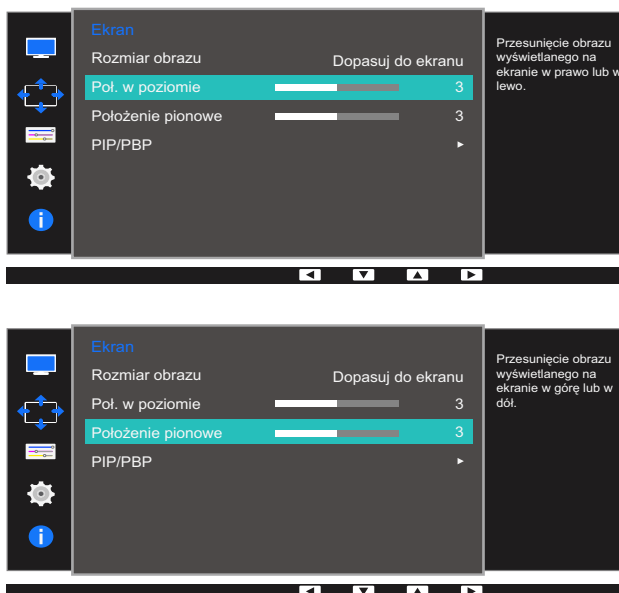 Ekran
Rozmiar obrazu Dopasuj do ekranu
Poł. w poziomie 3
Położenie pionowe 3
PIP/PBP
Przesunięcie obrazu
wyświetlanego na
ekranie w prawo lub w
lewo.
Ekran
Rozmiar obrazu Dopasuj do ekranu
Poł. w poziomie 3
Położenie pionowe 3
PIP/PBP
Przesunięcie obrazu
wyświetlanego na
ekranie w górę lub w
dół.